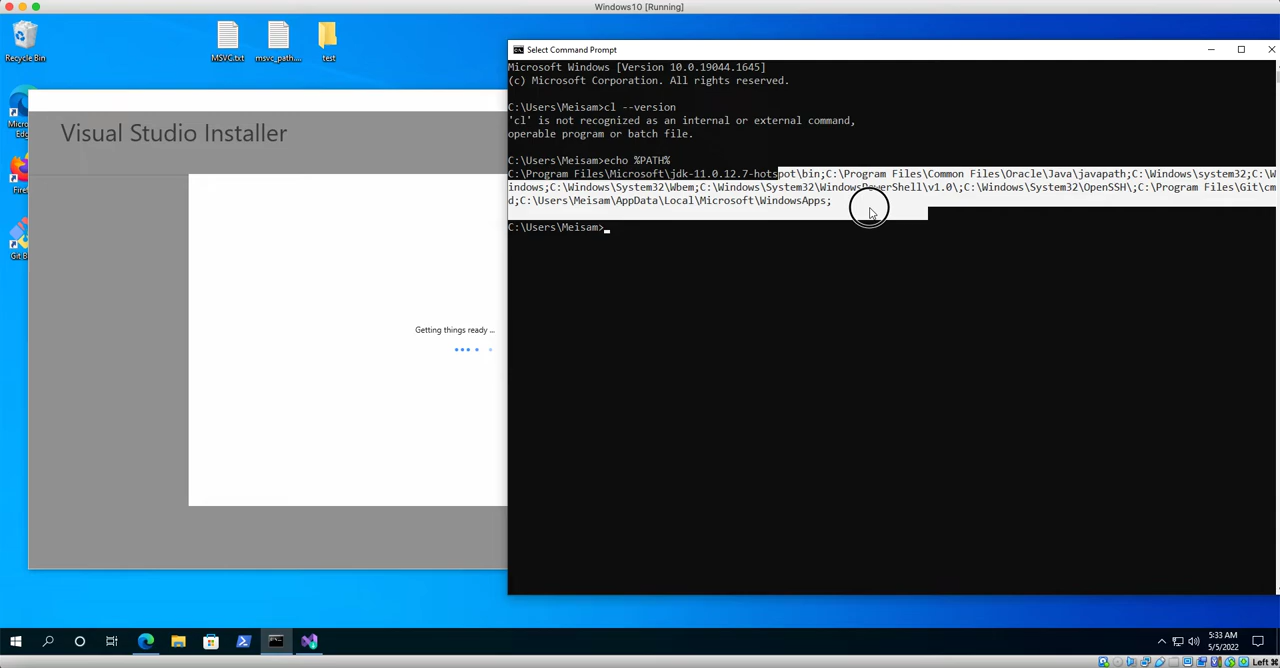 Windows10 [Running]
Recycle Bin
MSVC.txt
msvc_path....
test
Select Command Prompt
Microsoft Windows [Version 10.0.19044.1645]
(c) Microsoft Corporation. All rights reserved.
C:\Users\Meisam>cl --version
'cl' is not recognized as an internal or external command,
operable program or batch file.
C:\Users\Meisam>echo %PATH%
C:\Program Files\Microsoft\jdk-11.0.12.7-hotspot\bin;C:\Program Files\Common Files\Oracle\Java\javapath;C:\Windows\system32;C:\W
indows;C:\Windows\System32\Wbem;C:\Windows\System32\WindowsPowerShell\v1.0\;C:\Windows\System32\OpenSSH\;C:\Program Files\Git\cm
d;C:\Users\Meisam\AppData\Local\Microsoft\WindowsApps;
C:\Users\Meisam>
Micro
Ed
Firef
Git B
Visual Studio Installer
Getting things ready ...
5:33 AM
5/5/2022
Left ⌘